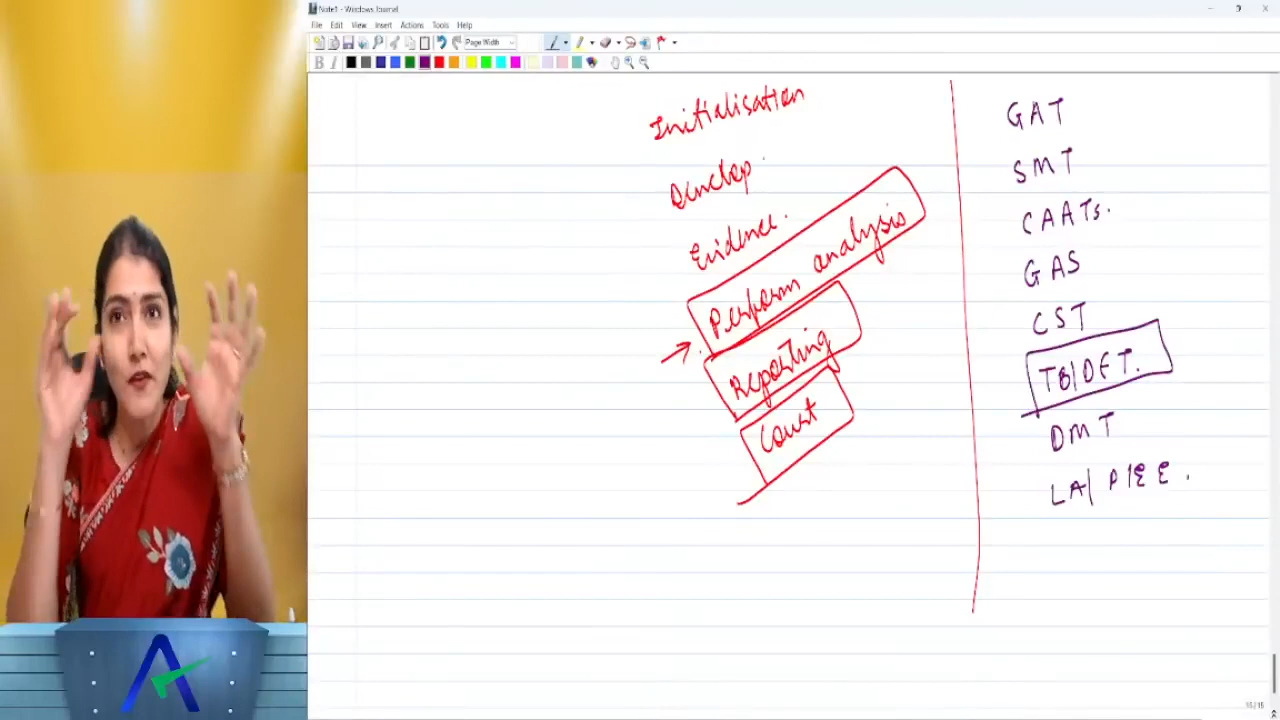 Note1 - Windows Journal
File Edit View Insert Actions Tools Help
Page Width
B I
Initialisation
Develop
Evidence.
Perform analysis
Reporting
Court
GAT
SMT
CAATs.
GAS
CST
TB/DFT.
DMT
LA/ P/E E.